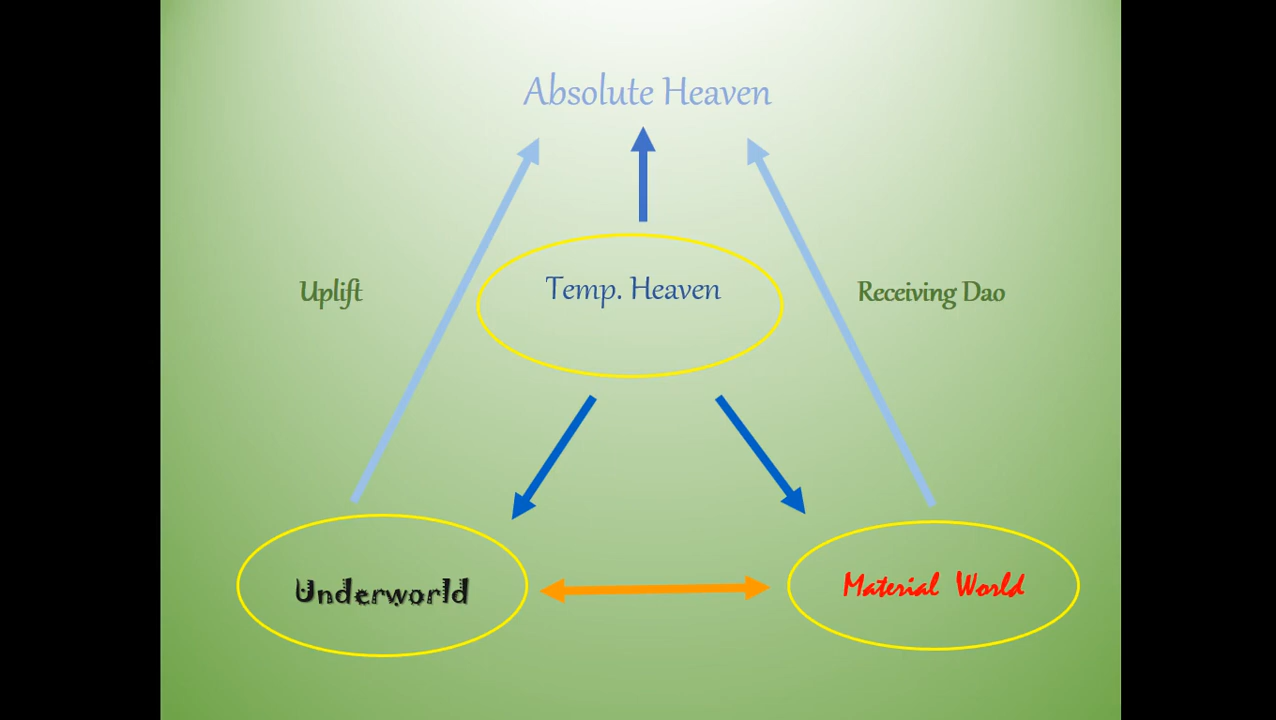 Absolute Heaven
Uplift
Temp. Heaven
Receiving Dao
Underworld
Material World